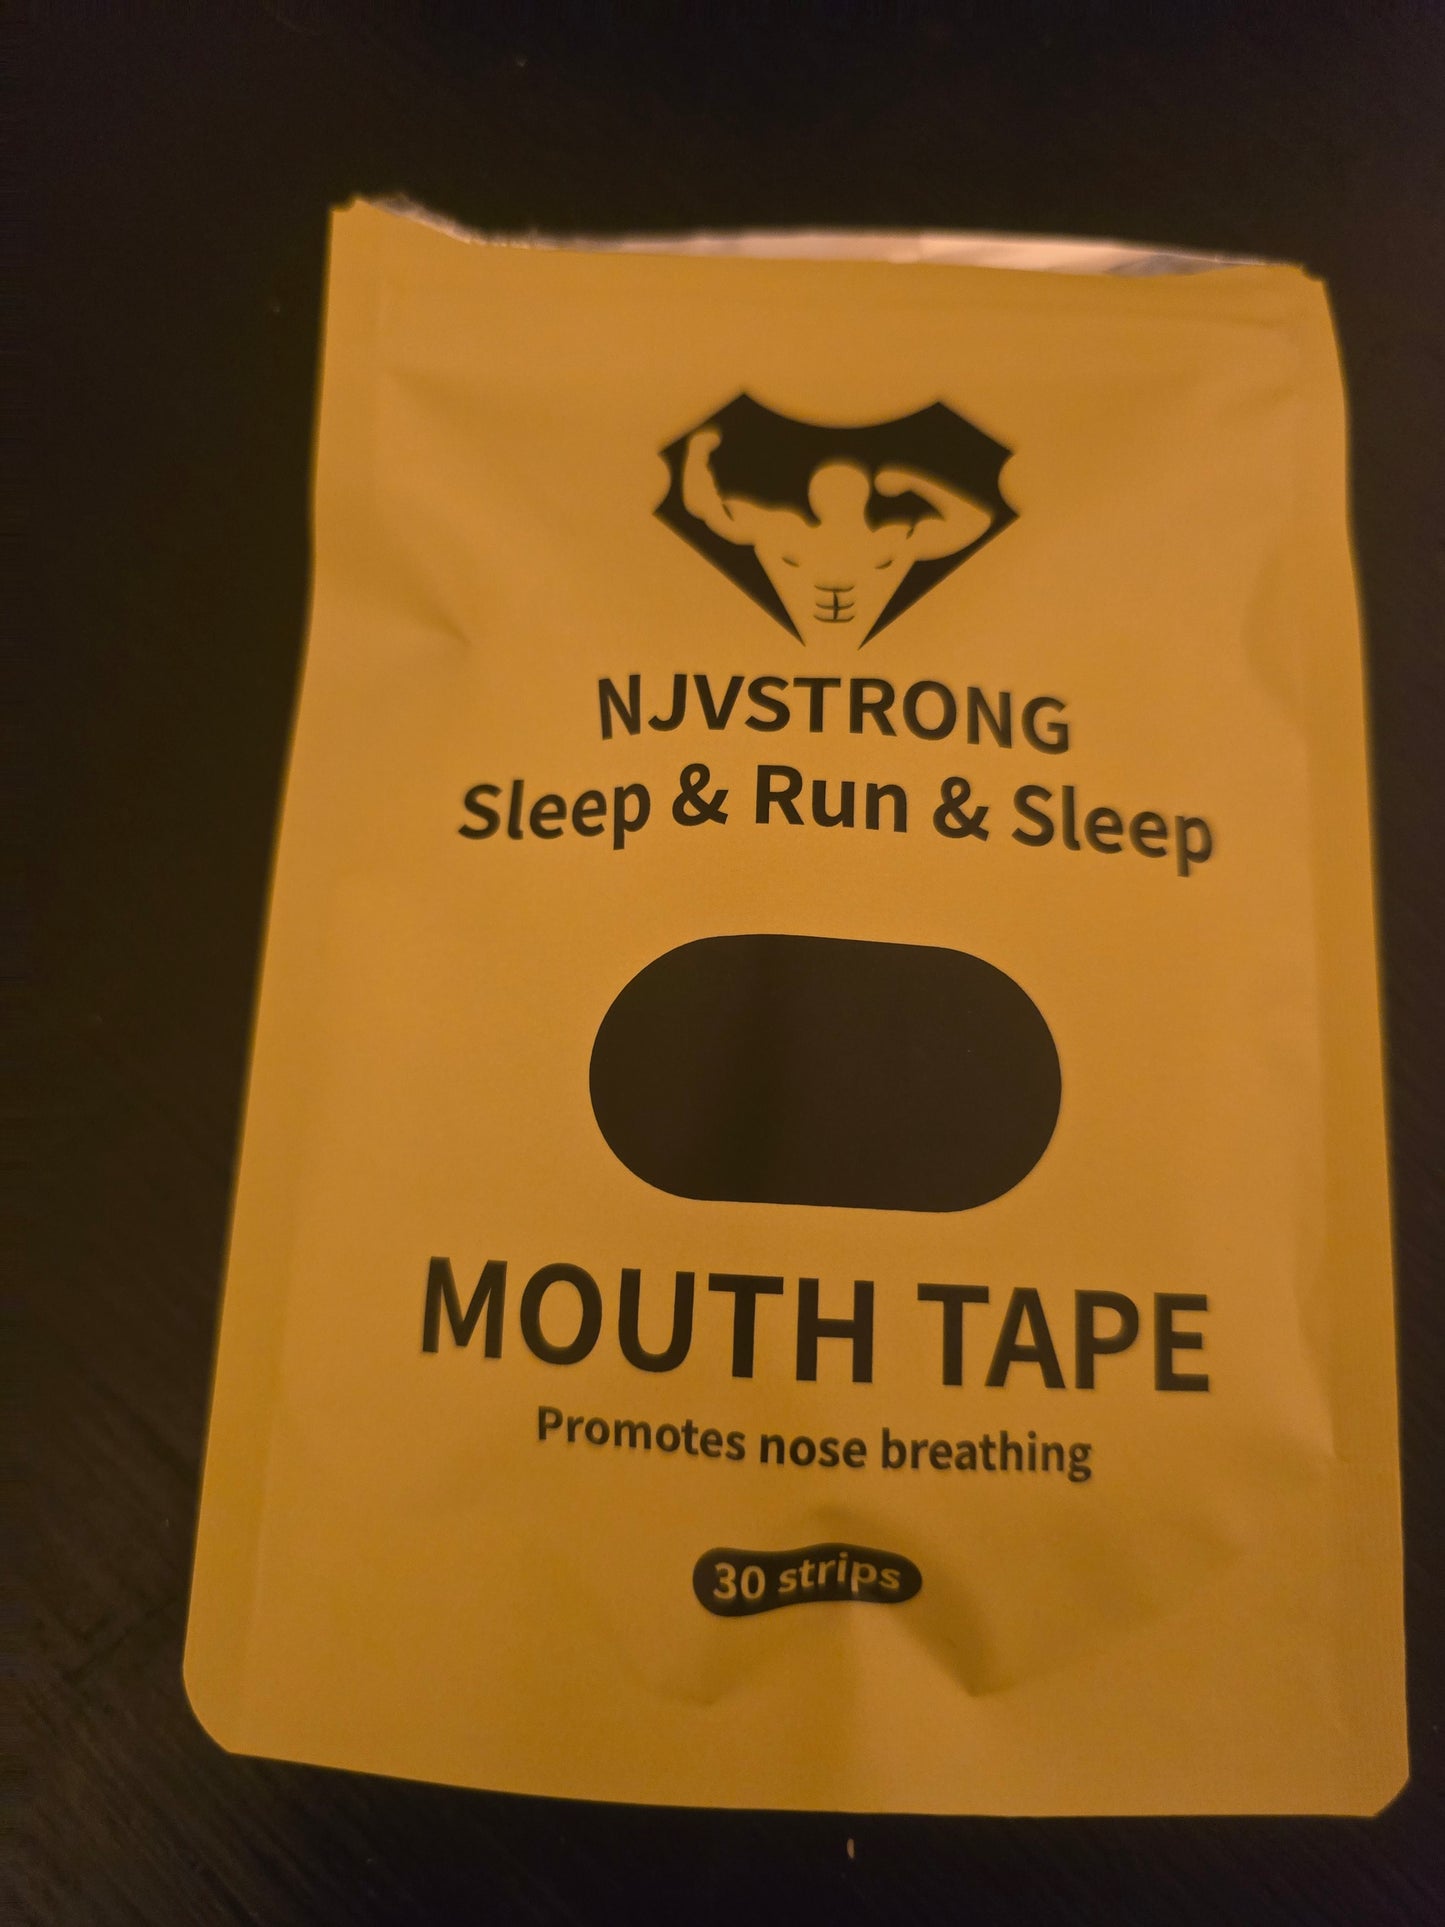 NJVSTRONG
Sleep & Run & Sleep
MOUTH TAPE
Promotes nose breathing
30 strips